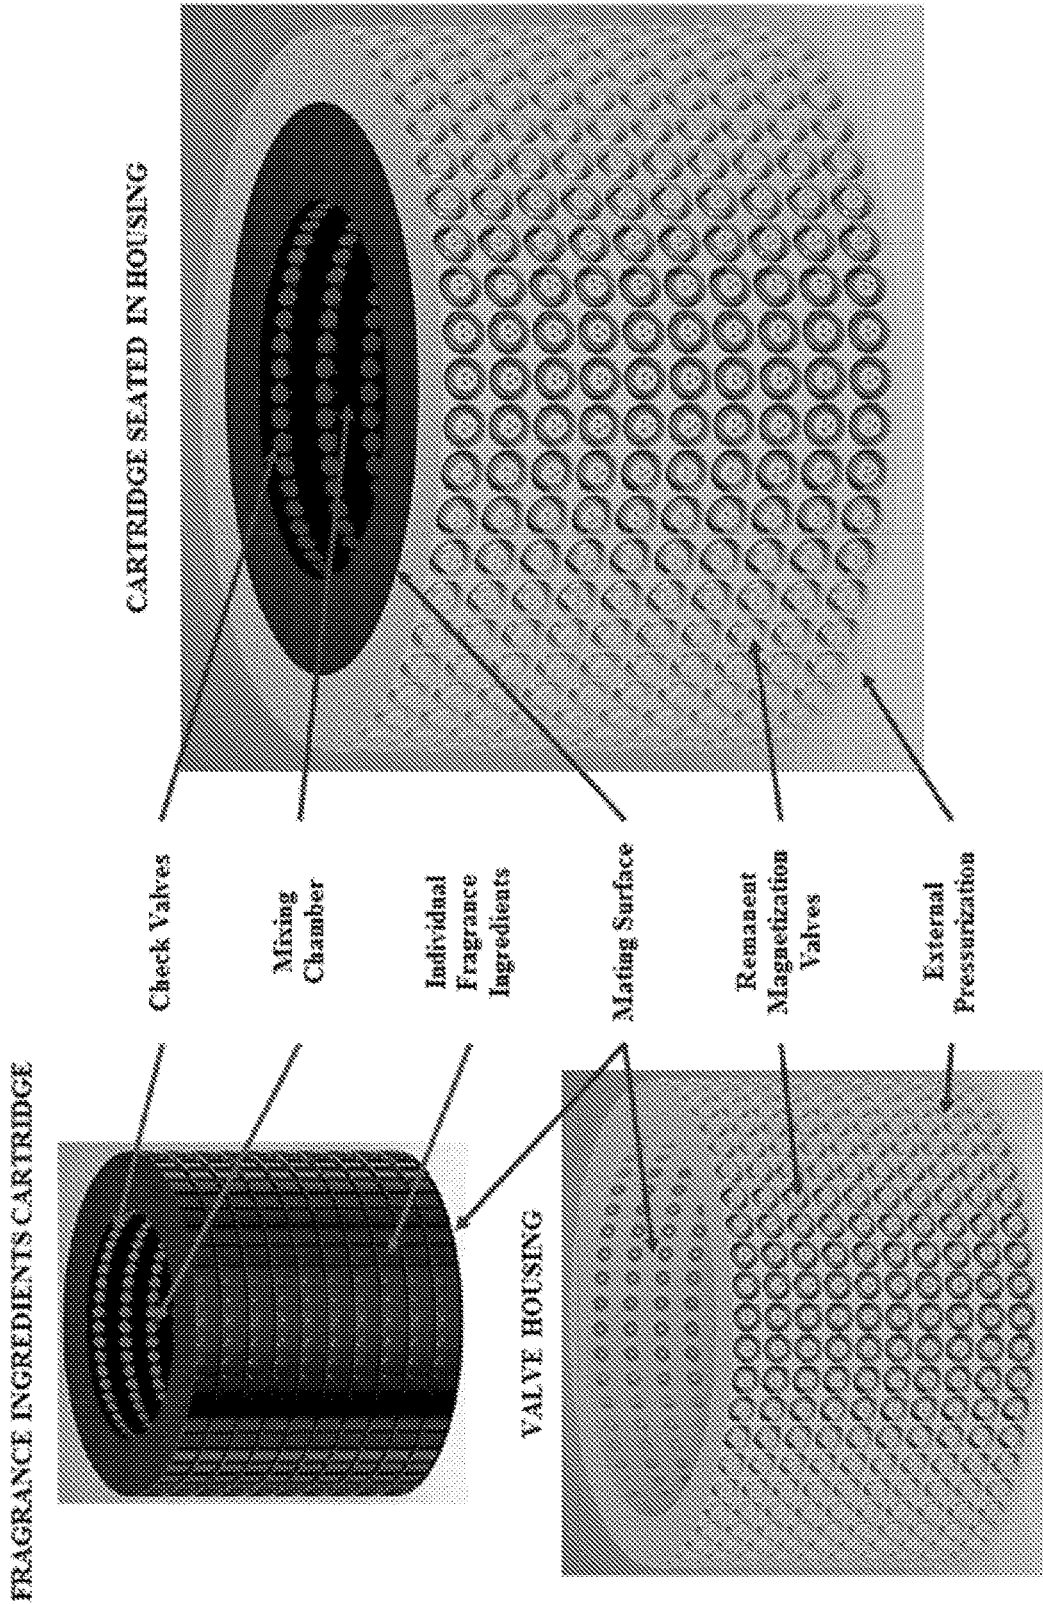 FRAGRANCE INGREDIENTS CARTRIDGE
CARTRIDGE SEATED IN HOUSING
Check Valves
Mixing
Chamber
Individual
Fragrance
Ingredients
Mating Surface
Remanent
Magnetization
Valves
External
Pressurization
VALVE HOUSING